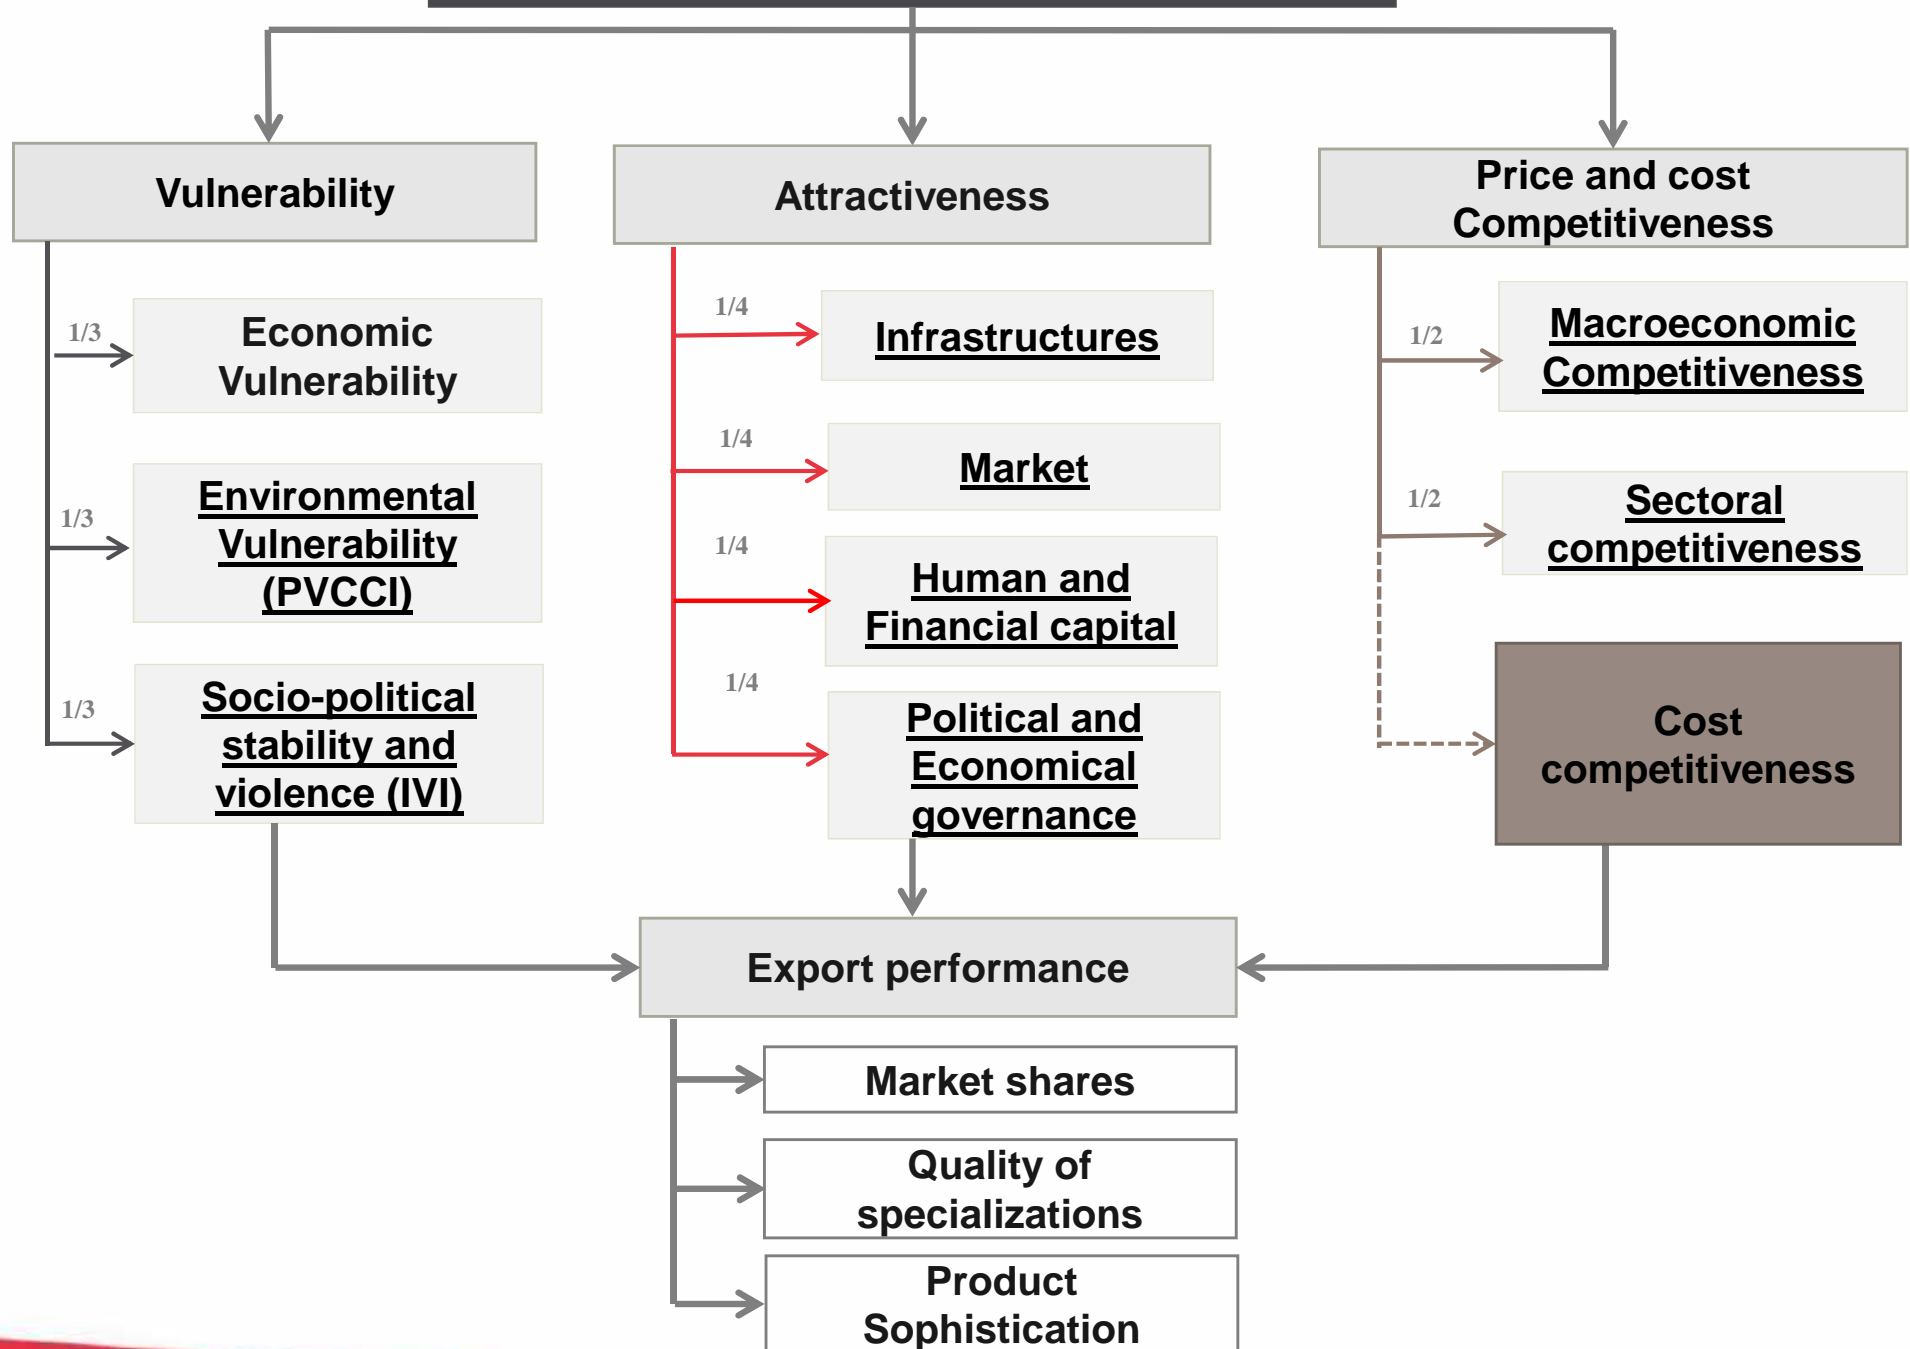 Vulnerability
Attractiveness
Price and cost
Competitiveness
1/3
Economic
Vulnerability
1/3
Environmental
Vulnerability
(PVCCI)
1/3
Socio-political
stability and
violence (IVI)
1/4
Infrastructures
1/4
Market
1/4
Human and
Financial capital
1/4
Political and
Economical
governance
1/2
Macroeconomic
Competitiveness
1/2
Sectoral
competitiveness
Cost
competitiveness
Export performance
Market shares
Quality of
specializations
Product
Sophistication